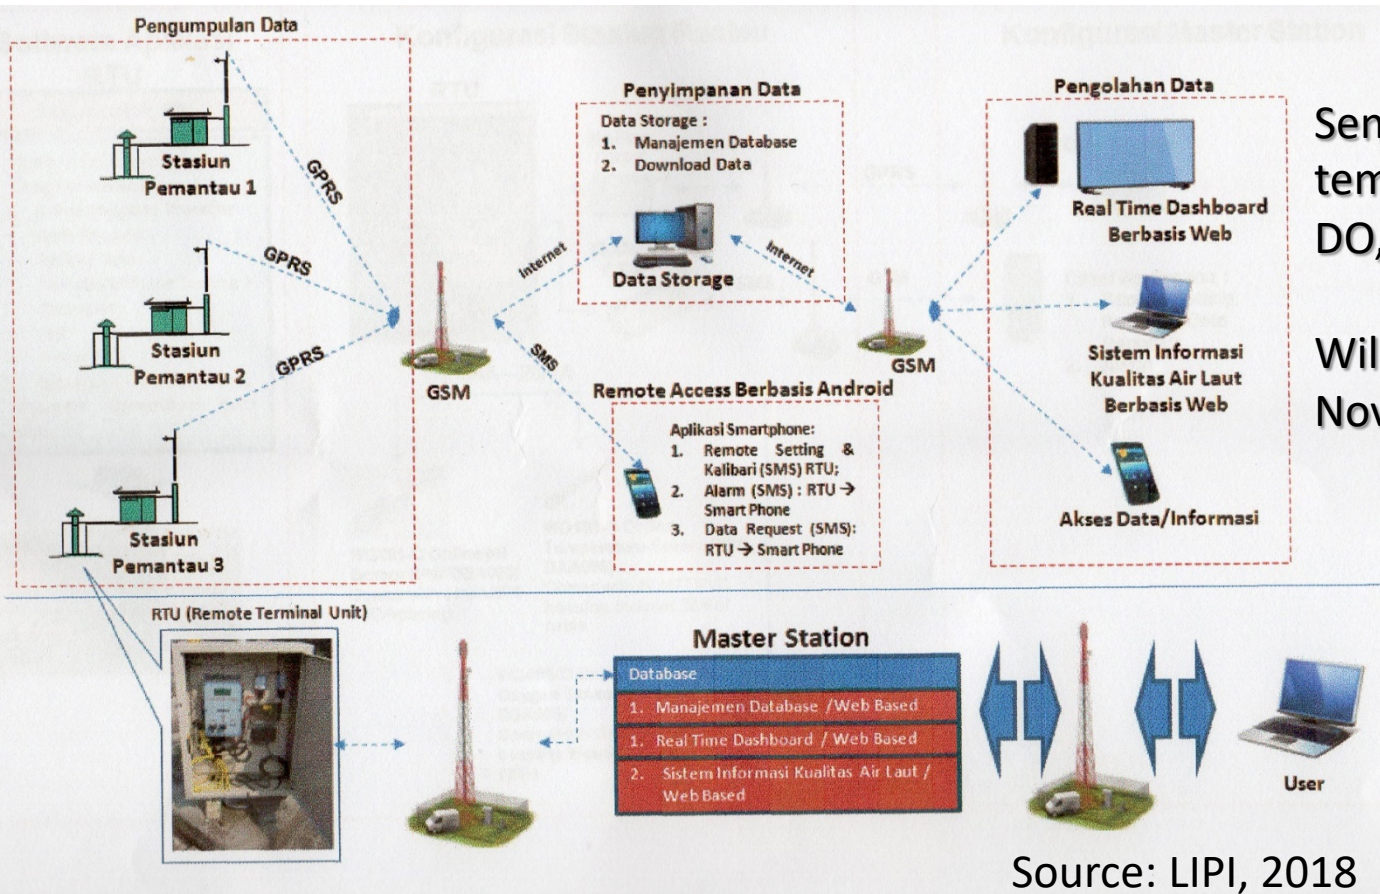 Pengumpulan Data
Stasiun
Pemantau 1
GPRS
Stasiun
Pemantau 2
GPRS
Stasiun
Pemantau 3
GPRS
GSM
Internet
SMS
Penyimpanan Data
Data Storage :
1. Manajemen Database
2. Download Data
Data Storage
Internet
GSM
Remote Access Berbasis Android
Aplikasi Smartphone:
1. Remote Setting &
Kalibari (SMS) RTU;
2. Alarm (SMS) : RTU →
Smart Phone
3. Data Request (SMS):
RTU → Smart Phone
Pengolahan Data
Real Time Dashboard
Berbasis Web
Sistem Informasi
Kualitas Air Laut
Berbasis Web
Akses Data/Informasi
DO,
RTU (Remote Terminal Unit)
Master Station
Database
1. Manajemen Database /Web Based
1. Real Time Dashboard / Web Based
2. Sistem Informasi Kualitas Air Laut /
Web Based
User
Source: LIPI, 2018